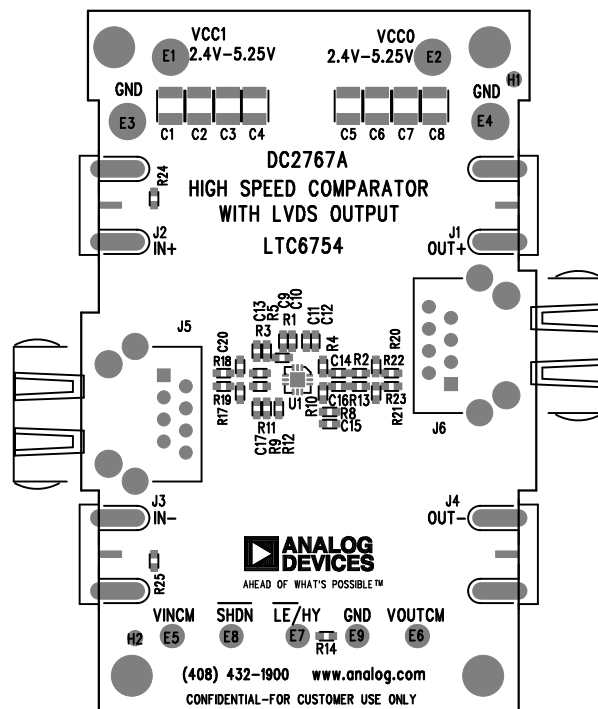 VCC1
2.4V-5.25V
VCC0
2.4V-5.25V
E1
E2
GND
GND
H1
E3
E4
C1 C2 C3 C4
C5 C6 C7 C8
DC2767A
HIGH SPEED COMPARATOR
WITH LVDS OUTPUT
LTC6754
R24
J2
IN+
J1
OUT+
J5
C20
C13
R5
C9
C10
C11
C12
R1
R3
R4
R20
R18
C14 R2
R22
R19
U1
R10
C16 R13
R23
R17
R8
R21
R11
C15
C17
R9
R12
J6
J3
IN-
J4
OUT-
R25
ANALOG
DEVICES
AHEAD OF WHAT'S POSSIBLE™
VINCM
SHDN
LE/HY
GND
VOUTCM
H2
E5
E8
E7
E9
E6
R14
(408) 432-1900 www.analog.com
CONFIDENTIAL-FOR CUSTOMER USE ONLY